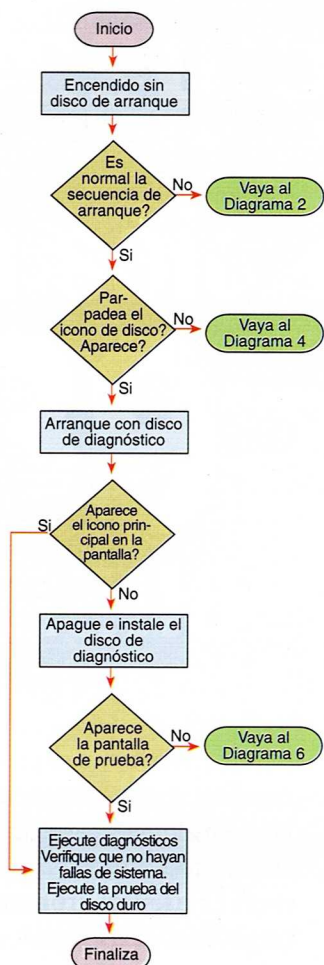 Inicio
Encendido sin
disco de arranque
Es
normal la
secuencia de
arranque?
No
Vaya al
Diagrama 2
Si
Par-
padea el
icono de disco?
Aparece?
No
Vaya al
Diagrama 4
Si
Arranque con disco
de diagnóstico
Aparece
el icono prin-
cipal en la
pantalla?
Si
No
Apague e instale el
disco de
diagnóstico
Aparece
la pantalla
de prueba?
No
Vaya al
Diagrama 6
Si
Ejecute diagnósticos
Verifique que no hayan
fallas de sistema.
Ejecute la prueba del
disco duro
Finaliza